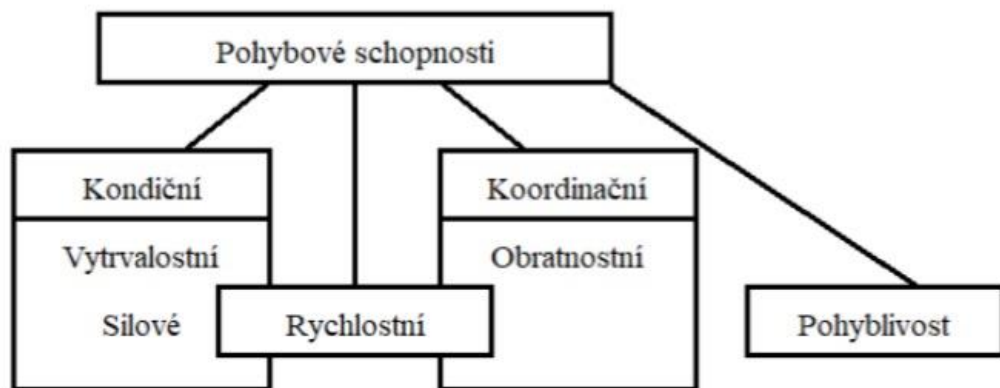 Pohybové schopnosti
Kondiční
Koordinační
Vytrvalostní
Obratnostní
Silové
Rychlostní
Pohyblivost